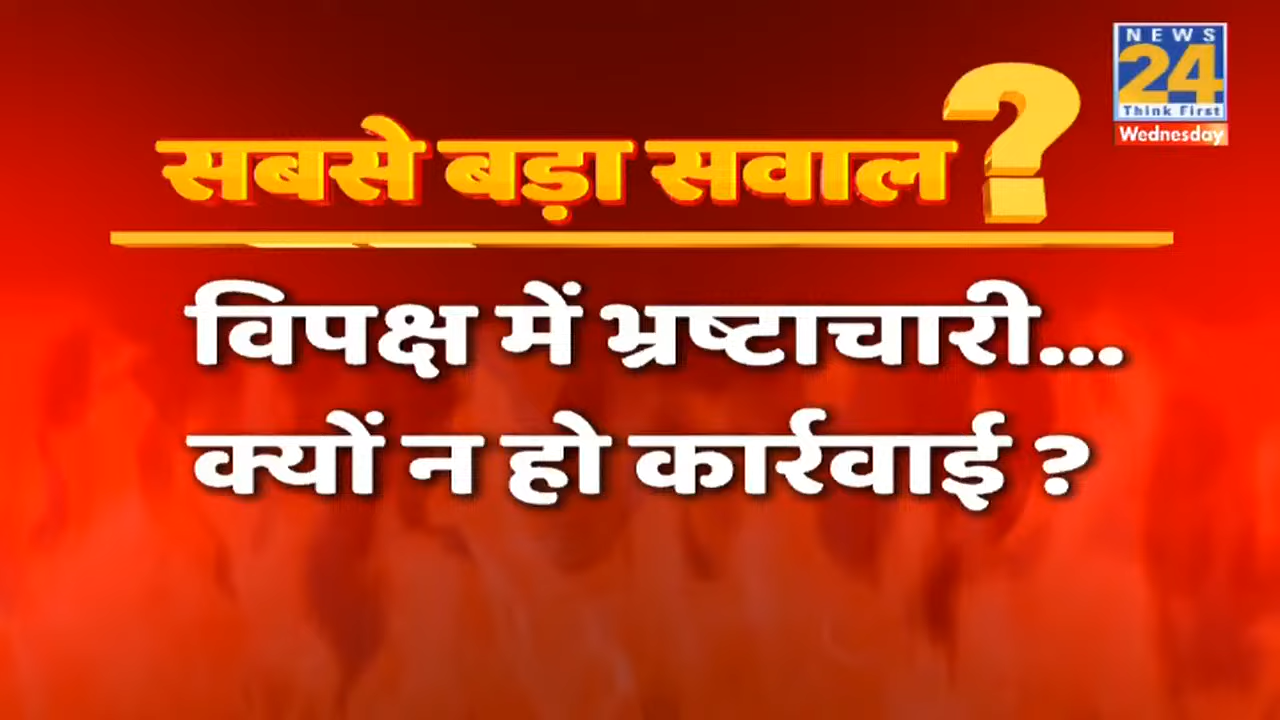 NEWS
24
Think First
Wednesday
सबसे बड़ा सवाल ?
विपक्ष में भ्रष्टाचारी...
क्यों न हो कार्रवाई ?